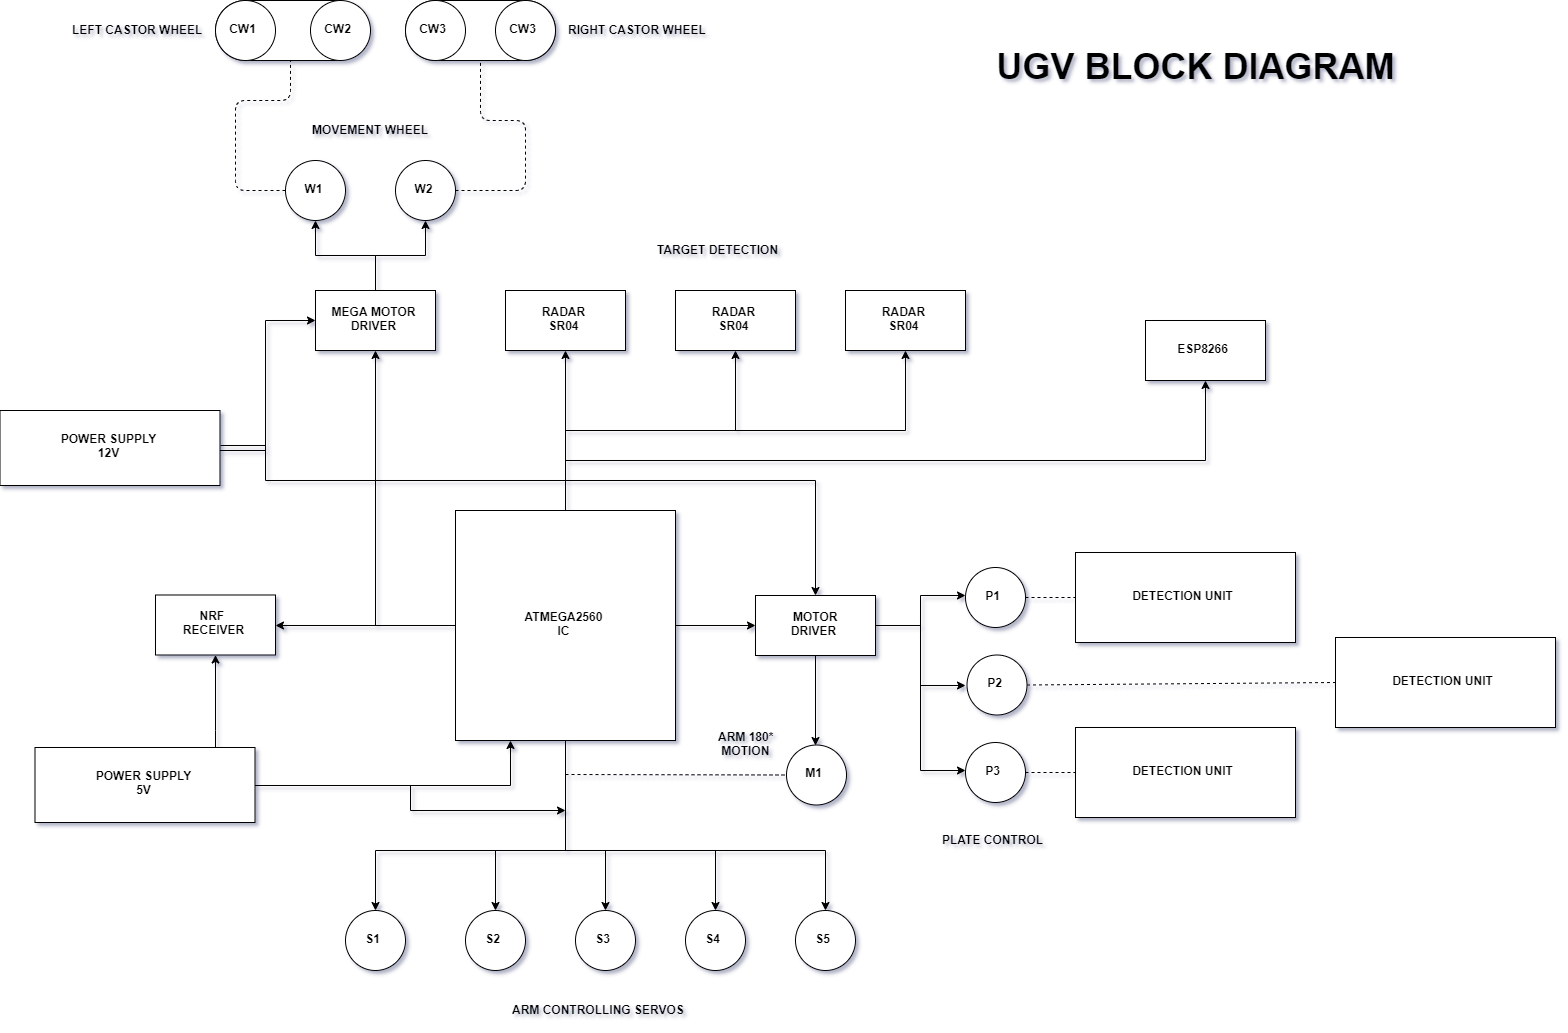 LEFT CASTOR WHEEL
CW1
CW2
CW3
CW3
RIGHT CASTOR WHEEL
UGV BLOCK DIAGRAM
MOVEMENT WHEEL
W1
W2
TARGET DETECTION
MEGA MOTOR
DRIVER
RADAR
SR04
RADAR
SR04
RADAR
SR04
ESP8266
POWER SUPPLY
12V
NRF
RECEIVER
ATMEGA2560
IC
MOTOR
DRIVER
P1
DETECTION UNIT
P2
DETECTION UNIT
ARM 180*
MOTION
M1
P3
DETECTION UNIT
POWER SUPPLY
5V
PLATE CONTROL
S1
S2
S3
S4
S5
ARM CONTROLLING SERVOS